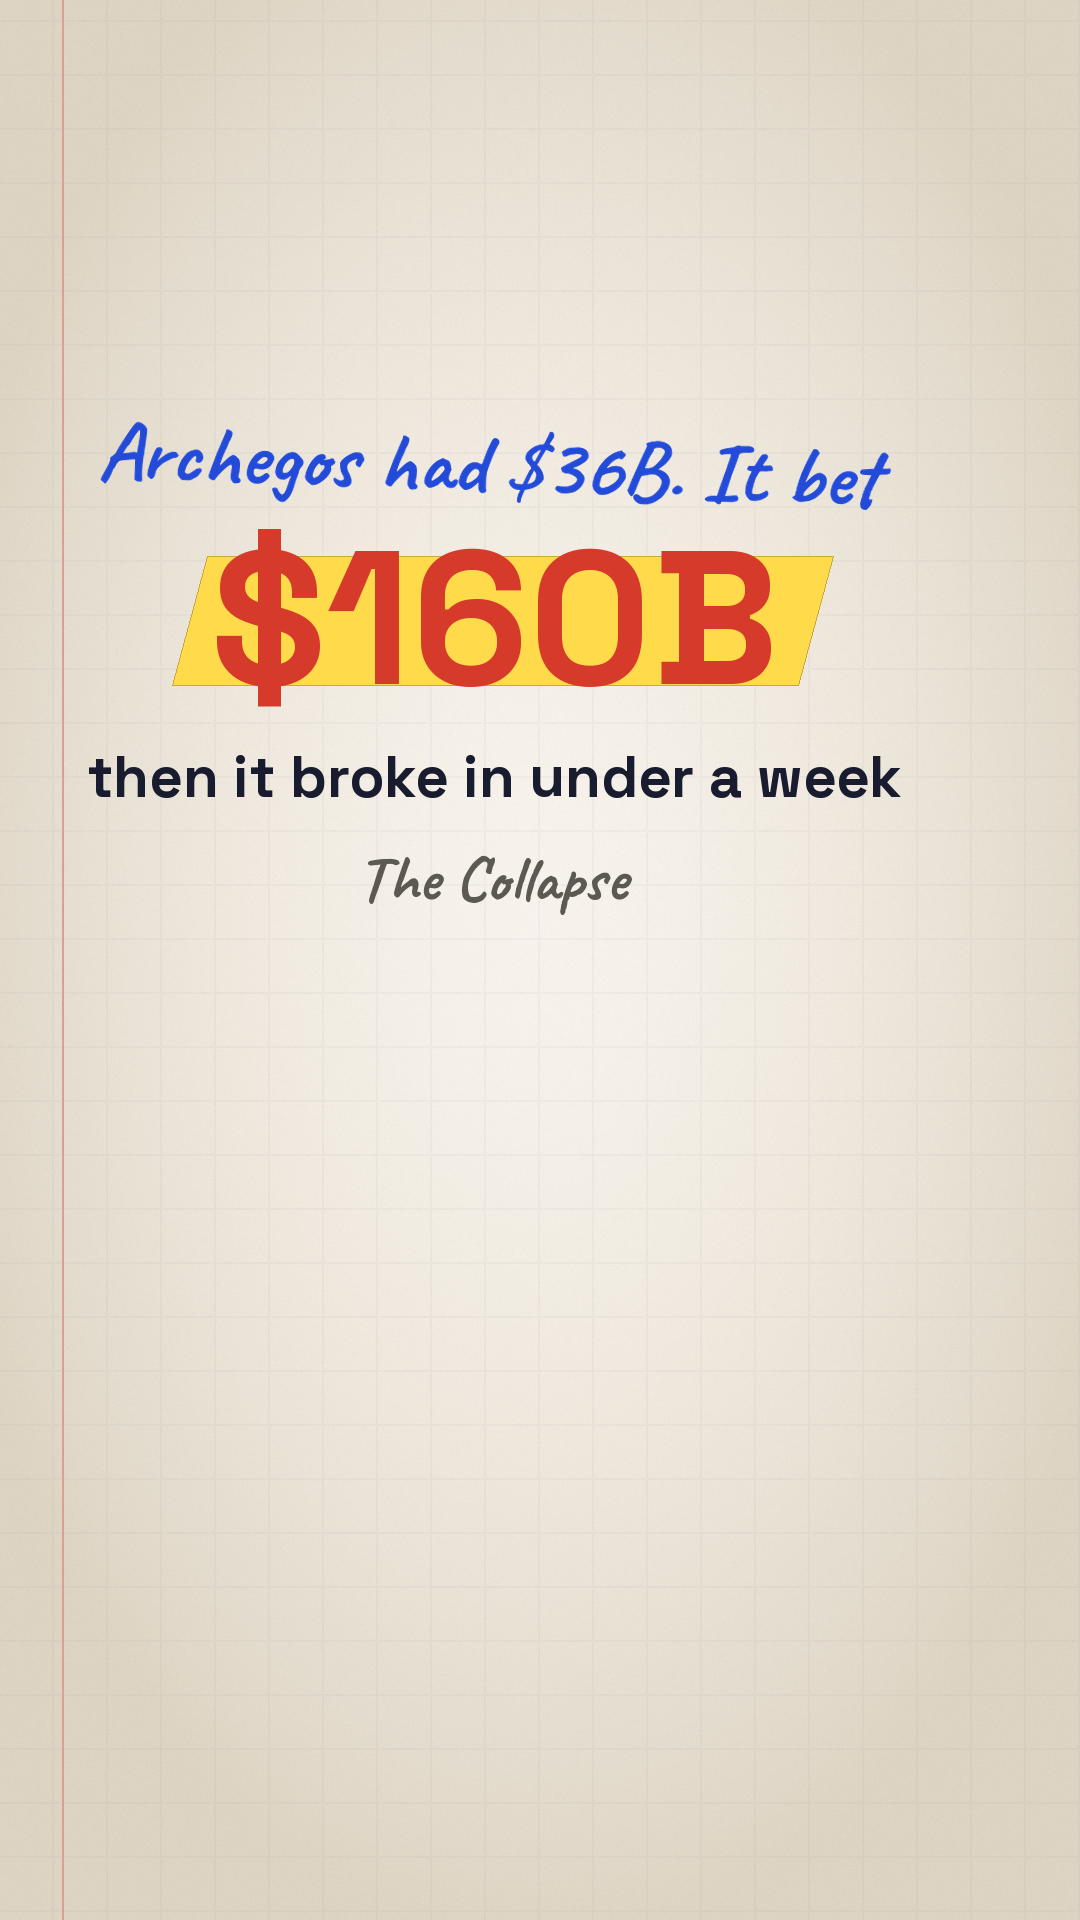 Archegos had $36B. It bet
$160B
then it broke in under a week
The Collapse